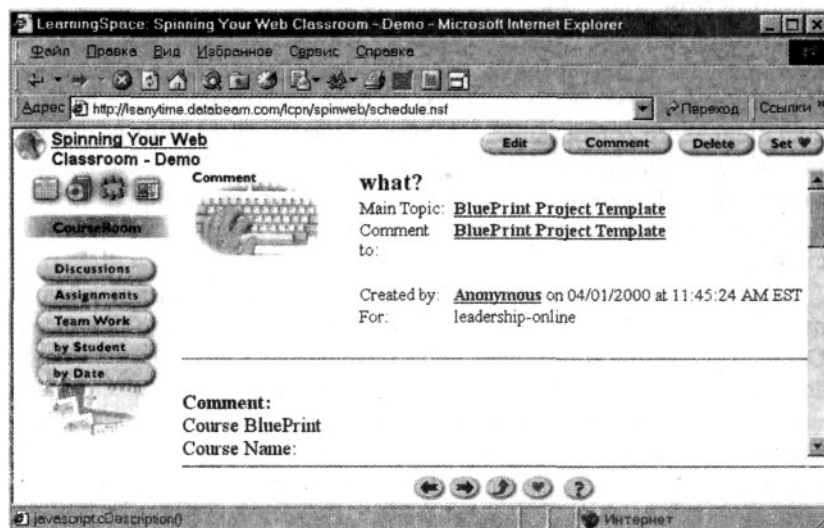 LearningSpace: Spinning Your Web Classroom - Demo - Microsoft Internet Explorer
Файл Правка Вид Избранное Сервис Справка
Адрес http://lsanytime.databeam.com/lcpn/spinweb/schedule.nsf Переход Ссылки »
Spinning Your Web
Classroom - Demo
Edit Comment Delete Set
Comment
CourseRoom
Discussions
Assignments
Team Work
by Student
by Date
what?
Main Topic: BluePrint Project Template
Comment to: BluePrint Project Template
Created by: Anonymous on 04/01/2000 at 11:45:24 AM EST
For: leadership-online
Comment:
Course BluePrint
Course Name:
?
javascript:cDescription()
Интернет